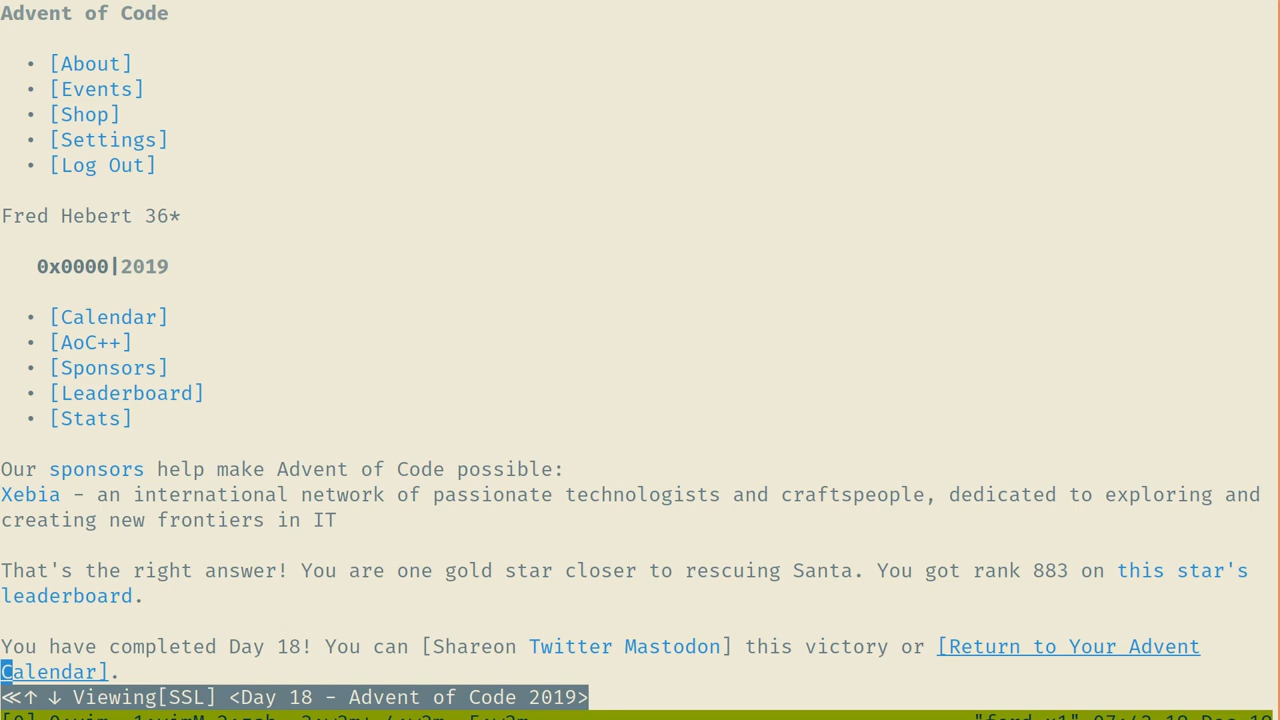 Advent of Code
• [About]
• [Events]
• [Shop]
• [Settings]
• [Log Out]
Fred Hebert 36*
0x0000|2019
• [Calendar]
• [AoC++]
• [Sponsors]
• [Leaderboard]
• [Stats]
Our sponsors help make Advent of Code possible:
Xebia - an international network of passionate technologists and craftspeople, dedicated to exploring and
creating new frontiers in IT
That's the right answer! You are one gold star closer to rescuing Santa. You got rank 883 on this star's
leaderboard.
You have completed Day 18! You can [Shareon Twitter Mastodon] this victory or [Return to Your Advent
Calendar].
≪↑ ↓ Viewing[SSL] <Day 18 - Advent of Code 2019>